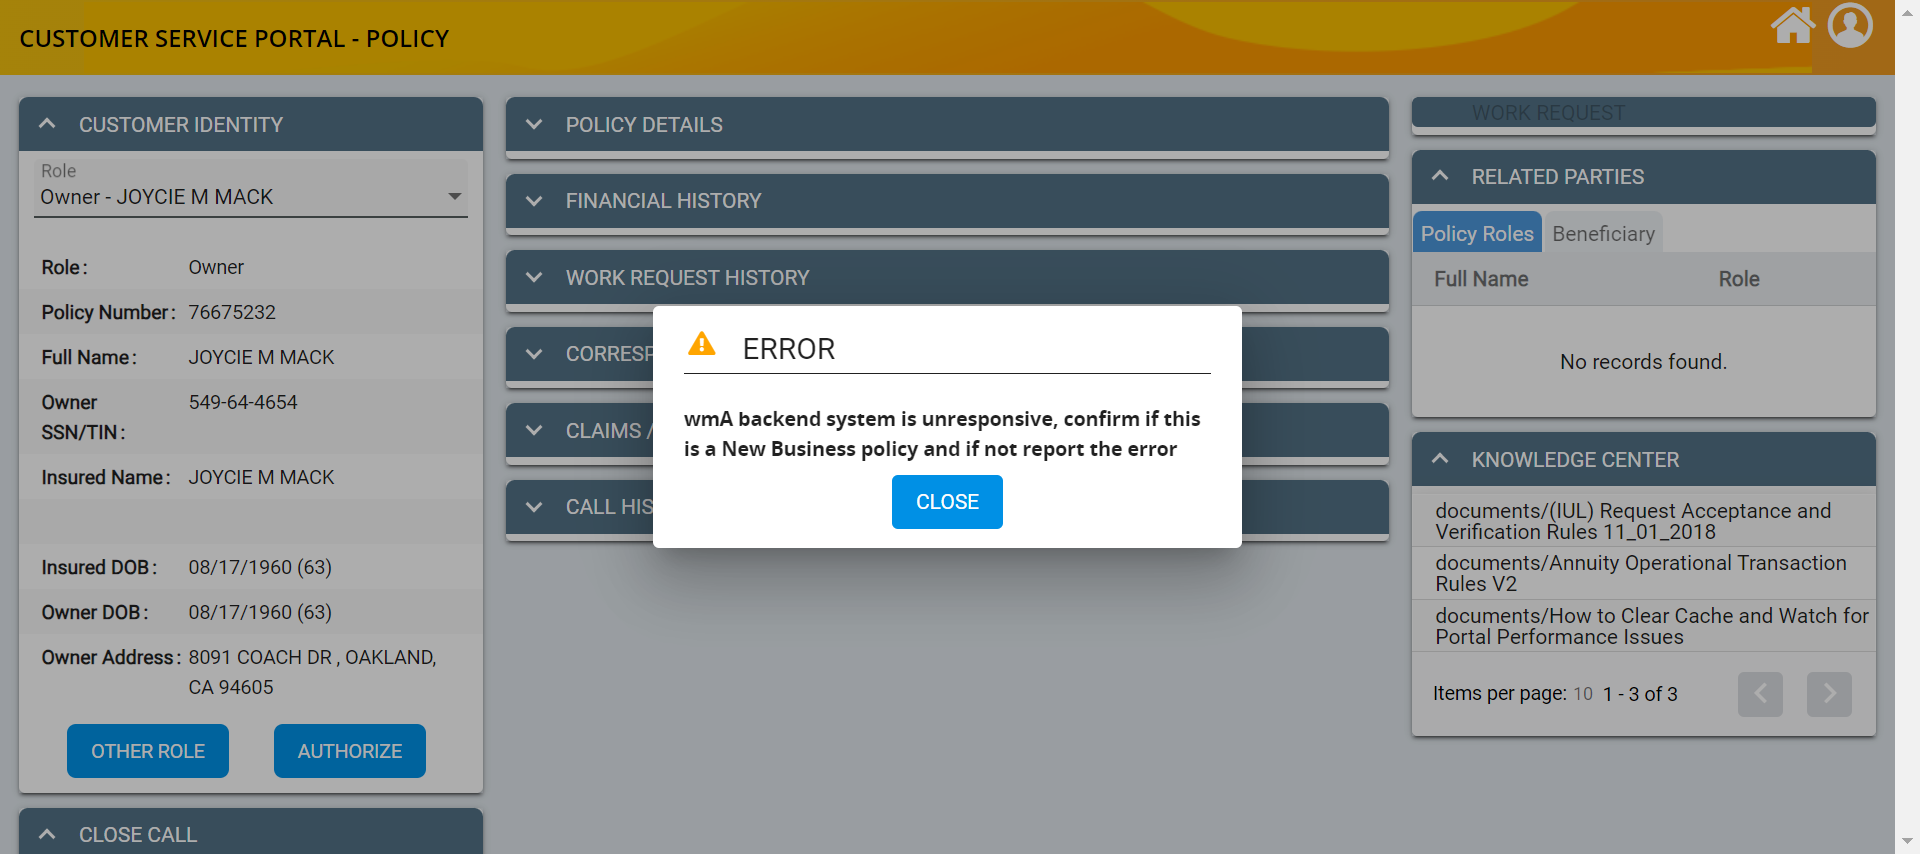 CUSTOMER SERVICE PORTAL - POLICY
CUSTOMER IDENTITY
Role
Owner - JOYCIE M MACK
Role :
Owner
Policy Number :
76675232
Full Name :
JOYCIE M MACK
Owner
SSN/TIN :
549-64-4654
Insured Name :
JOYCIE M MACK
Insured DOB :
08/17/1960 (63)
Owner DOB :
08/17/1960 (63)
Owner Address :
8091 COACH DR , OAKLAND,
CA 94605
OTHER ROLE
AUTHORIZE
CLOSE CALL
POLICY DETAILS
FINANCIAL HISTORY
WORK REQUEST HISTORY
CORRESP
CLAIMS /
CALL HIS
ERROR
wmA backend system is unresponsive, confirm if this
is a New Business policy and if not report the error
CLOSE
WORK REQUEST
RELATED PARTIES
Policy Roles
Beneficiary
Full Name
Role
No records found.
KNOWLEDGE CENTER
documents/(IUL) Request Acceptance and
Verification Rules 11_01_2018
documents/Annuity Operational Transaction
Rules V2
documents/How to Clear Cache and Watch for
Portal Performance Issues
Items per page: 10 1 - 3 of 3